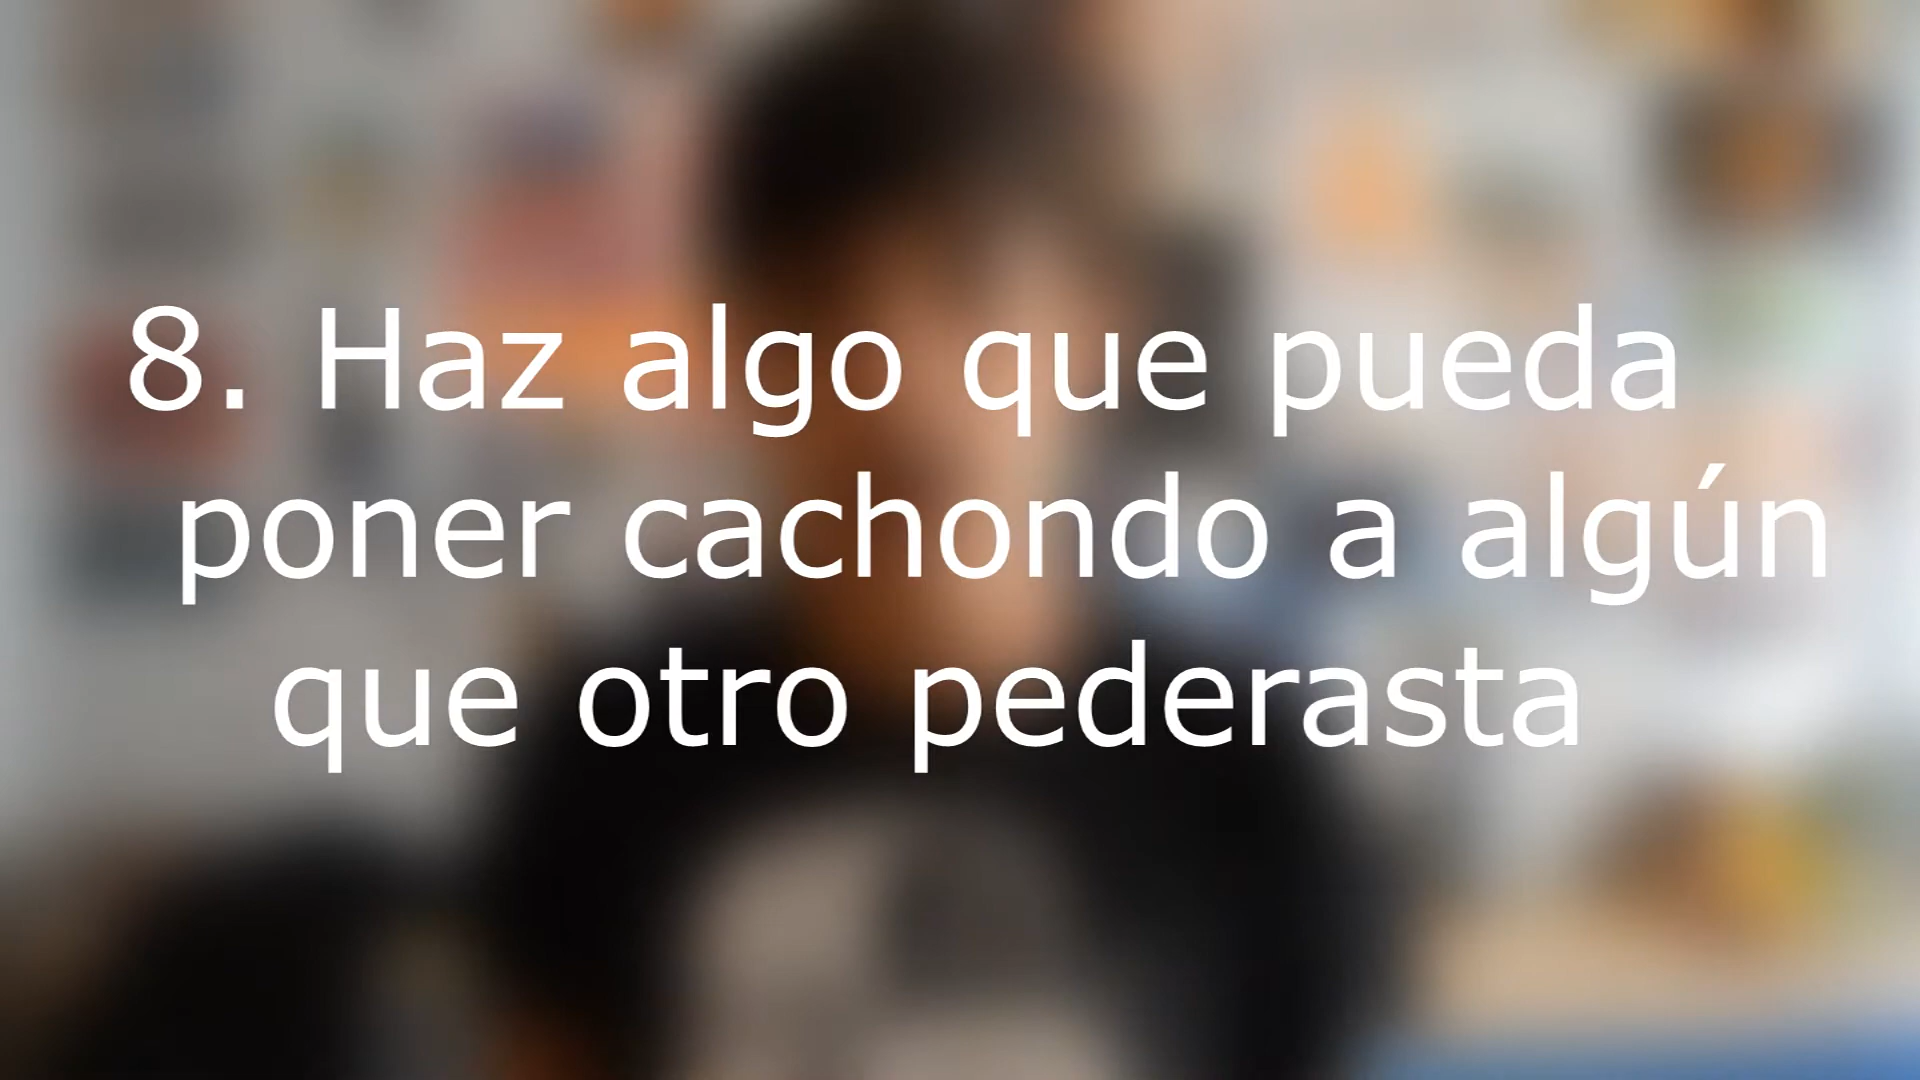 8. Haz algo que pueda
poner cachondo a algún
que otro pederasta